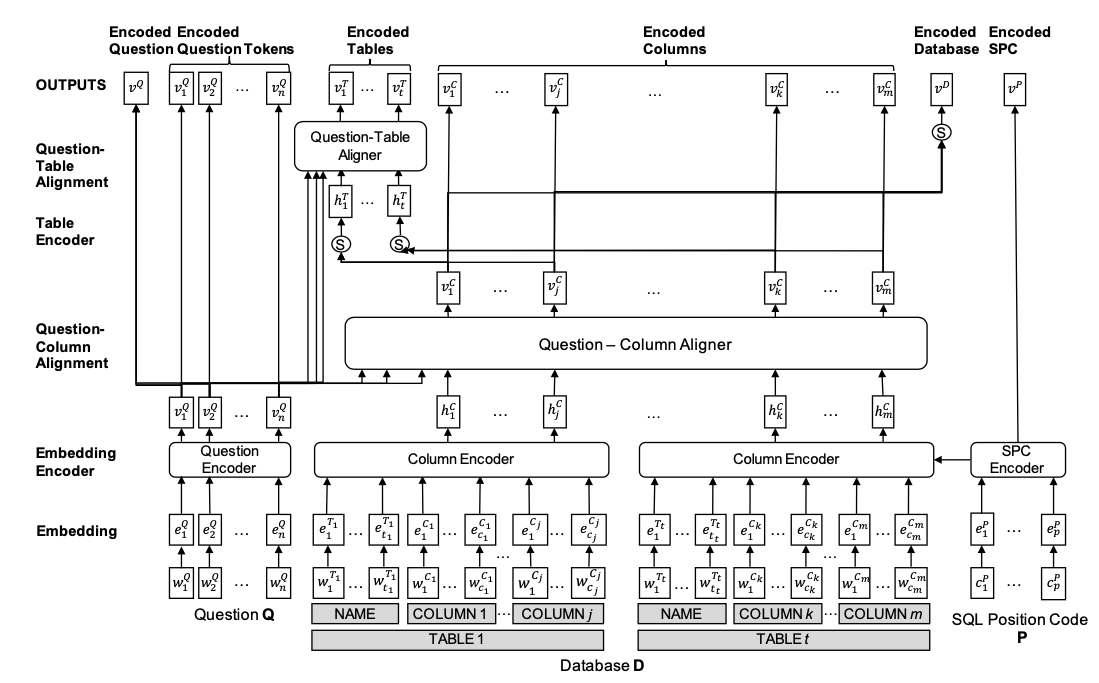 Encoded Encoded Encoded Encoded Encoded Encoded
Question Question Tokens Tables Columns Database SPC
OUTPUTS v^Q v_1^Q v_2^Q ... v_n^Q v_1^T ... v_t^T v_1^C ... v_j^C ... v_k^C ... v_m^C v^D v^P
S
Question-
Table
Alignment
Question-Table
Aligner
h_1^T ... h_t^T
Table
Encoder
S S
v_1^C ... v_j^C ... v_k^C ... v_m^C
Question-
Column
Alignment
Question – Column Aligner
v_1^Q v_2^Q ... v_n^Q h_1^C ... h_j^C ... h_k^C ... h_m^C
Embedding
Encoder
Question
Encoder
Column Encoder Column Encoder
SPC
Encoder
Embedding e_1^Q e_2^Q ... e_n^Q e_1^{T_1} ... e_{t_1}^{T_1} e_1^{C_1} ... e_{c_1}^{C_1} e_1^{C_j} ... e_{c_j}^{C_j} e_1^{T_t} ... e_{t_t}^{T_t} e_1^{C_k} ... e_{c_k}^{C_k} e_1^{C_m} ... e_{c_m}^{C_m} e_1^P ... e_p^P
... ...
w_1^Q w_2^Q ... w_n^Q w_1^{T_1} ... w_{t_1}^{T_1} w_1^{C_1} ... w_{c_1}^{C_1} w_1^{C_j} ... w_{c_j}^{C_j} w_1^{T_t} ... w_{t_t}^{T_t} w_1^{C_k} ... w_{c_k}^{C_k} w_1^{C_m} ... w_{c_m}^{C_m} c_1^P ... c_p^P
Question Q NAME COLUMN 1 ... COLUMN j NAME COLUMN k ... COLUMN m SQL Position Code
TABLE 1 TABLE t P
Database D